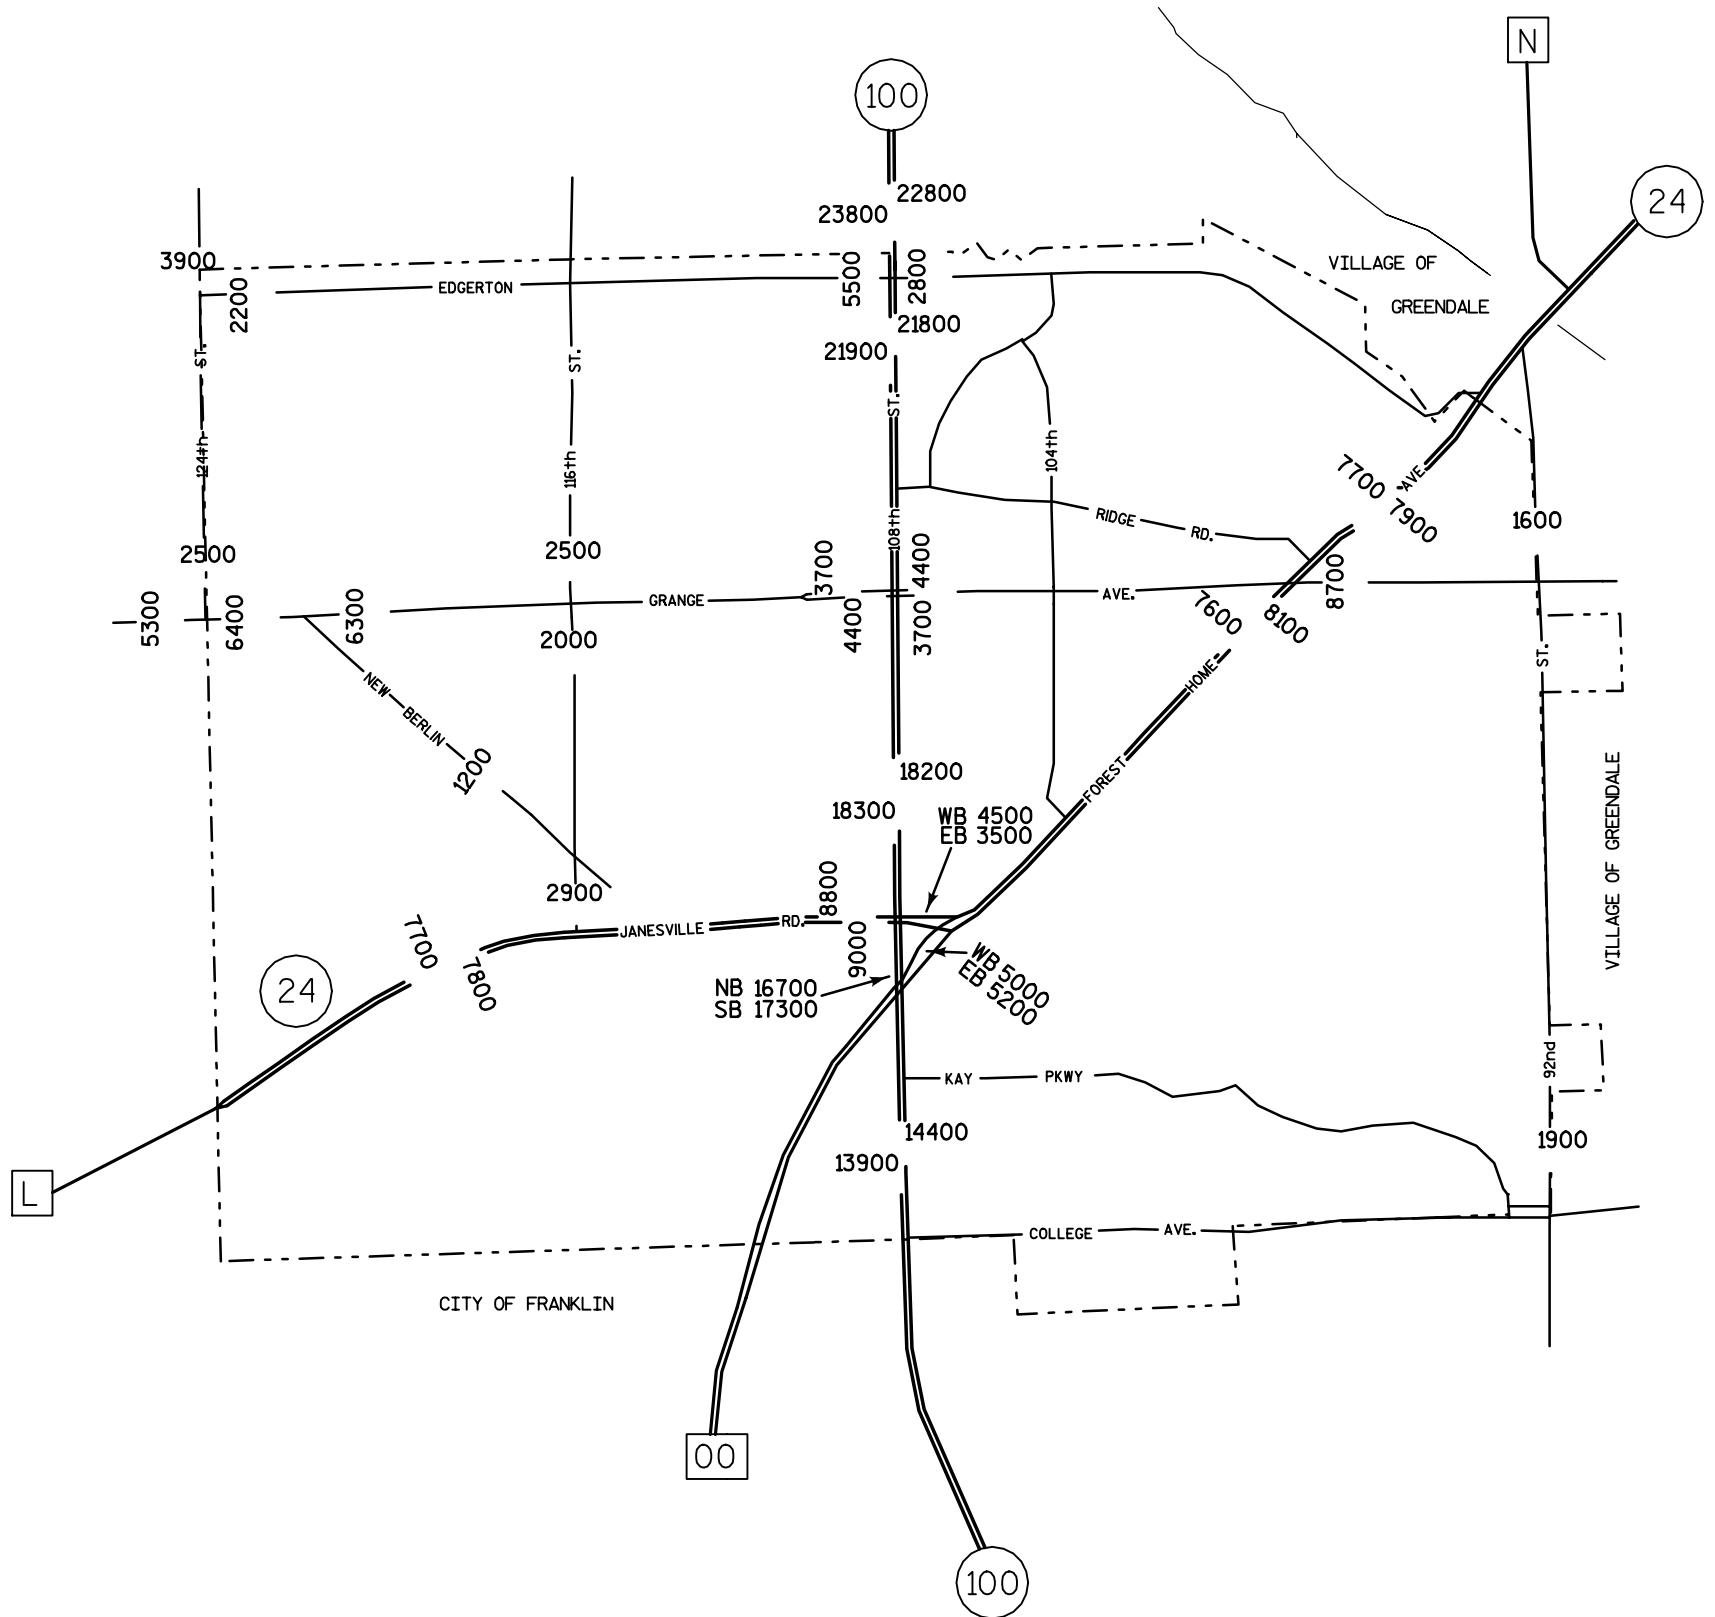 N
100
24
22800
23800
VILLAGE OF
GREENDALE
3900
2200
EDGERTON
5500
2800
21800
21900
ST.
124th
ST.
116th
ST.
108th
104th
7700
7900
AVE
RIDGE RD.
1600
2500
2500
3700
4400
8700
5300
6400
6300
GRANGE
AVE.
2000
4400
3700
7600
8100
HOME
ST.
NEW
BERLIN
1200
18200
18300
FOREST
WB 4500
EB 3500
VILLAGE OF GREENDALE
2900
8800
JANESVILLE RD.
7700
7800
9000
24
NB 16700
SB 17300
WB 5000
EB 5200
KAY PKWY
92nd
14400
13900
1900
L
COLLEGE AVE.
CITY OF FRANKLIN
00
100